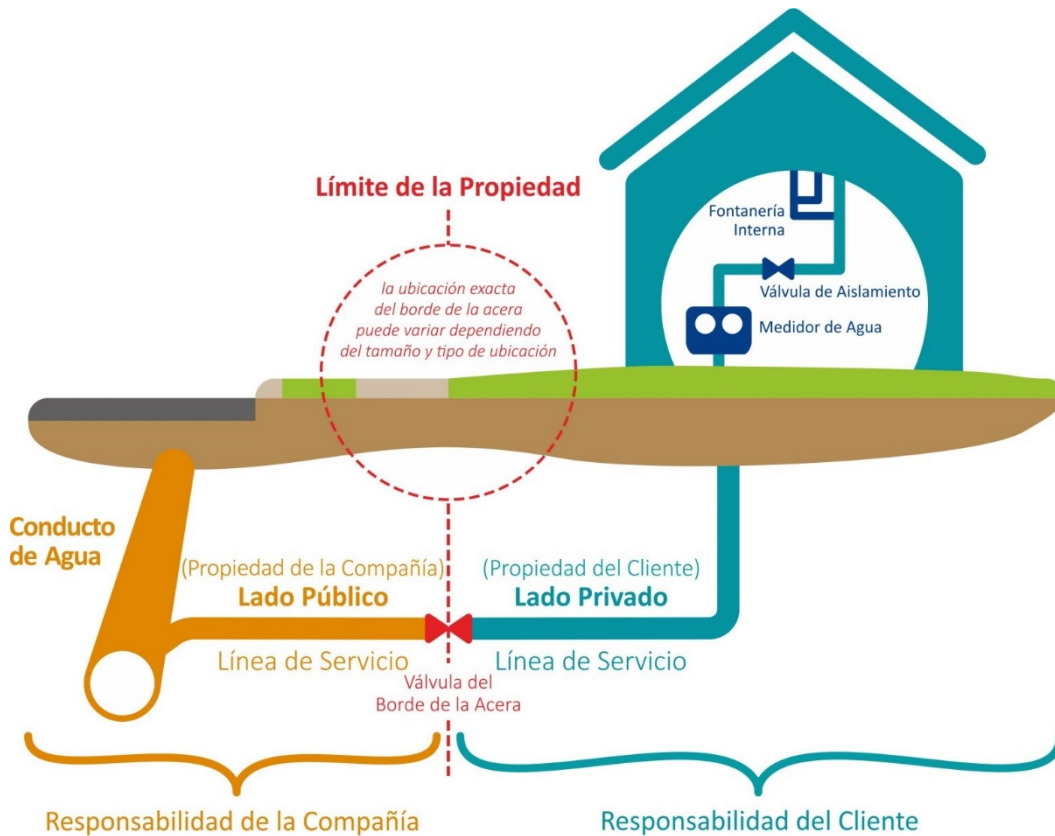 Límite de la Propiedad
la ubicación exacta
del borde de la acera
puede variar dependiendo
del tamaño y tipo de ubicación
Fontanería
Interna
Válvula de Aislamiento
Medidor de Agua
Conducto
de Agua
(Propiedad de la Compañía)
Lado Público
Línea de Servicio
(Propiedad del Cliente)
Lado Privado
Línea de Servicio
Válvula del
Borde de la Acera
Responsabilidad de la Compañía
Responsabilidad del Cliente